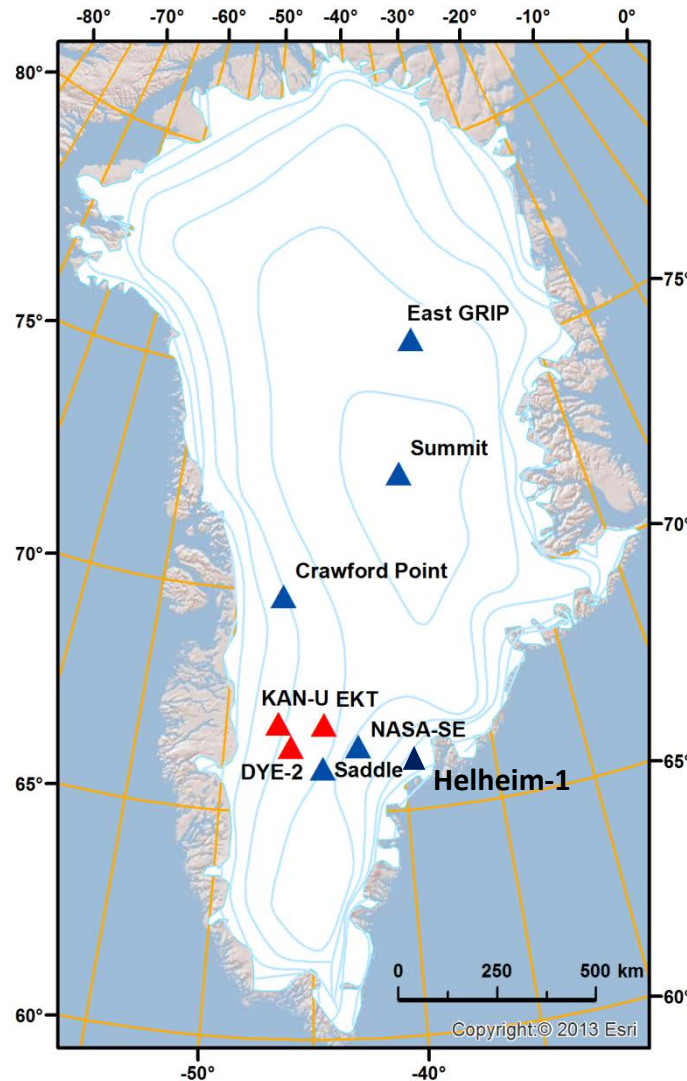 -80° -70° -60° -50° -40° -30° -20° -10° 0°
80°
75°
East GRIP
75°
Summit
70°
70°
Crawford Point
KAN-U EKT
NASA-SE
65°
DYE-2 Saddle
Helheim-1
65°
0 250 500 km
60°
60°
Copyright:© 2013 Esri
-50° -40°